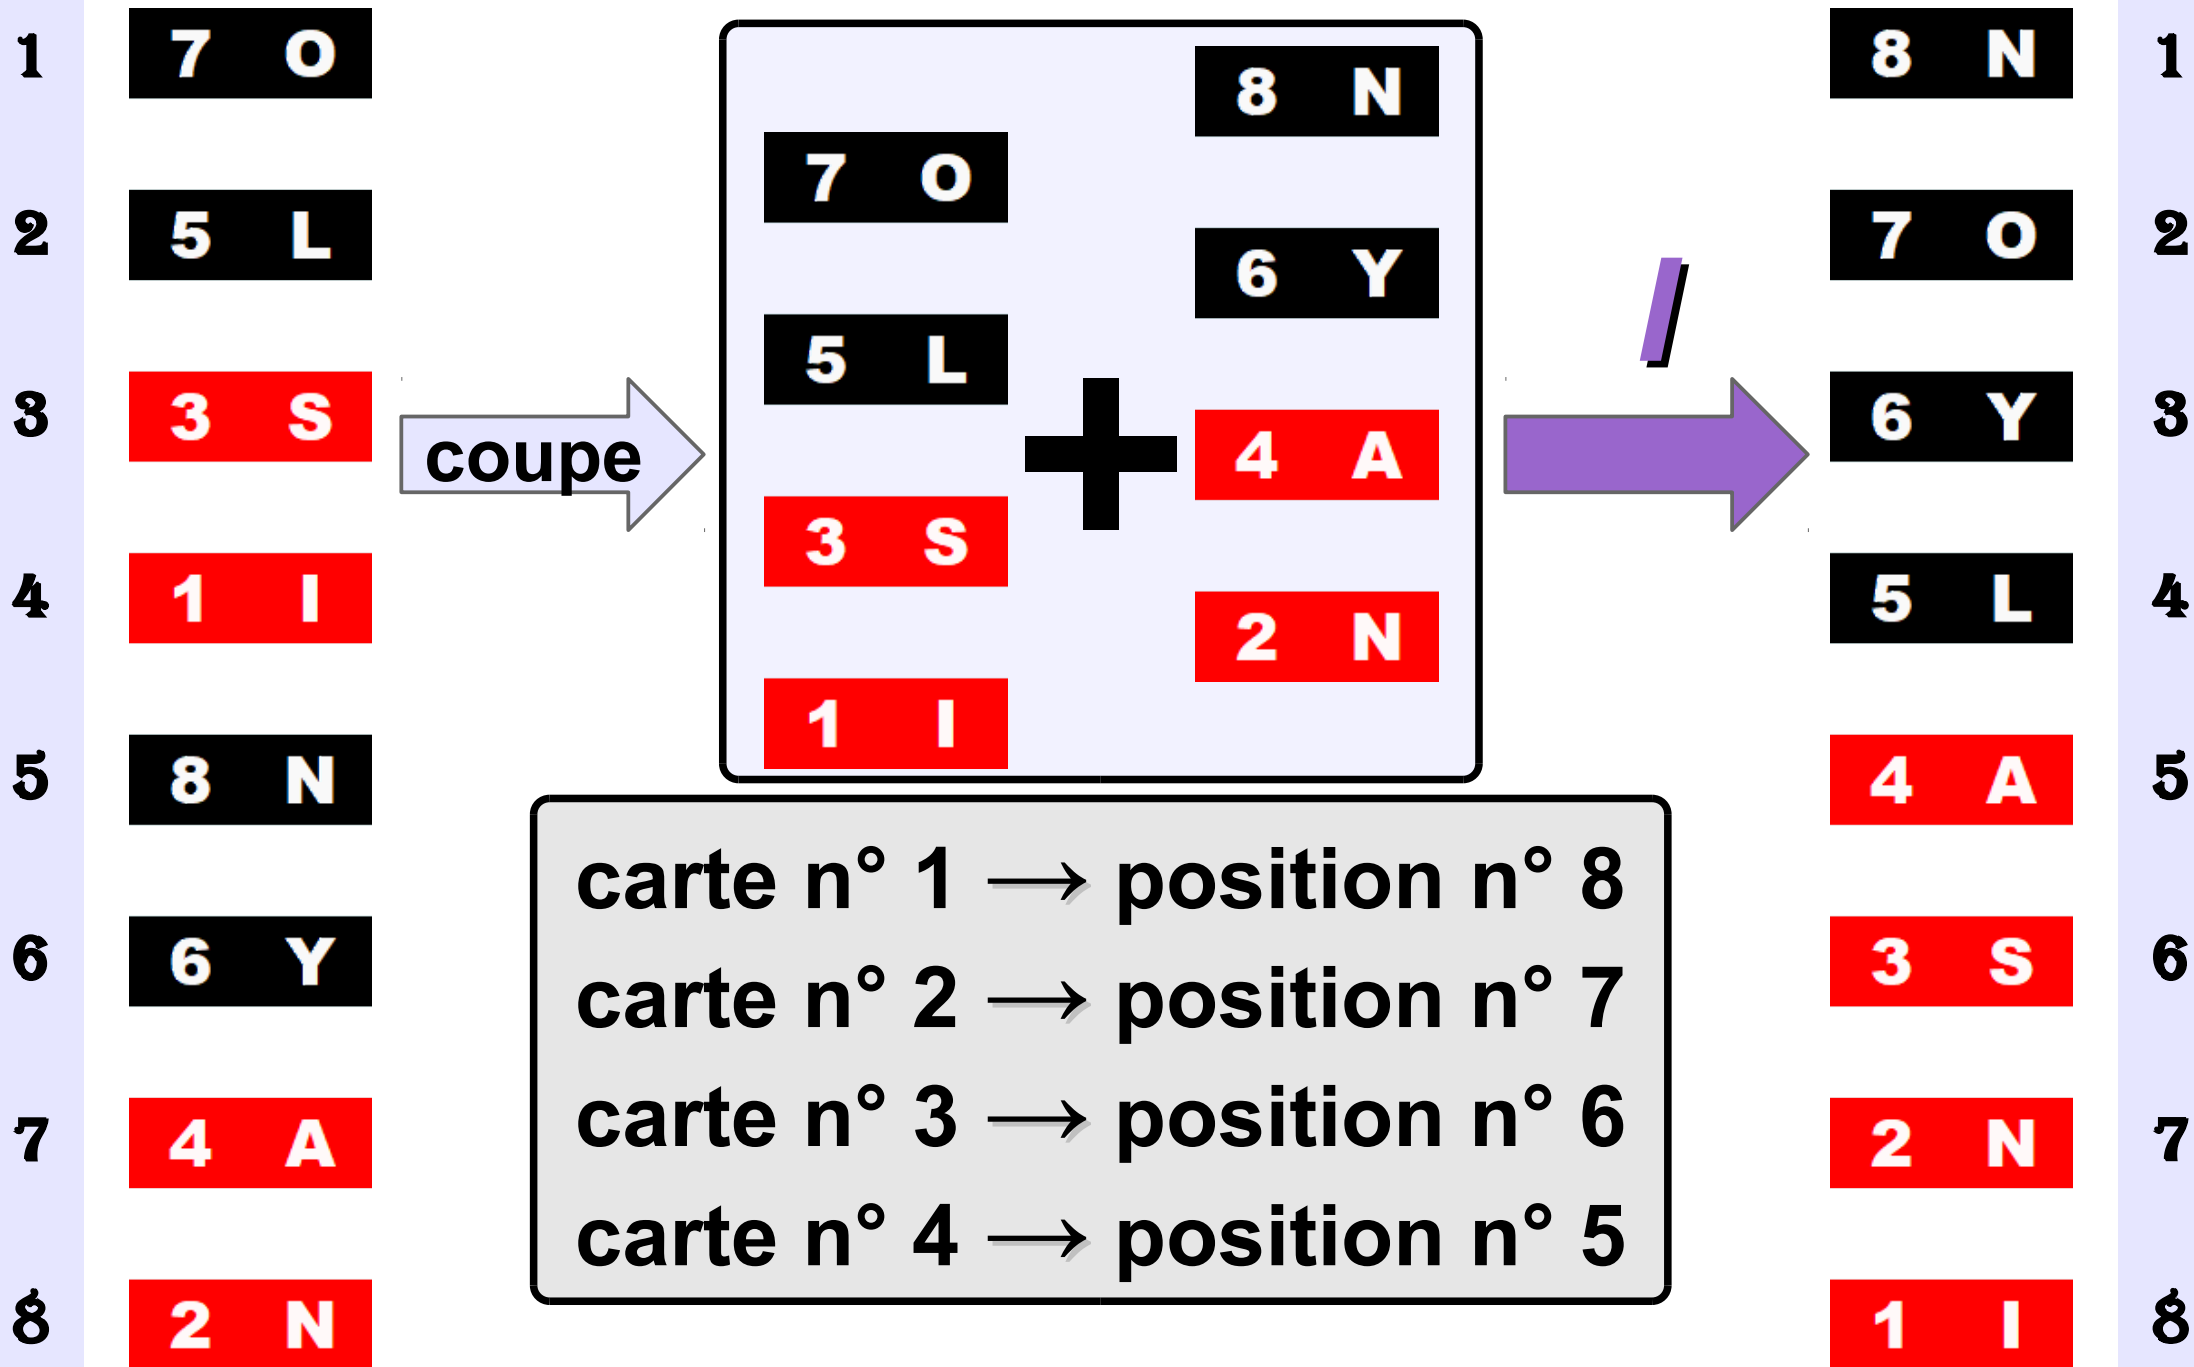 1 7 O
2 5 L
3 3 S
4 1 I
5 8 N
6 6 Y
7 4 A
8 2 N
coupe
7 O
5 L
3 S
1 I
+
8 N
6 Y
4 A
2 N
I
carte n° 1 → position n° 8
carte n° 2 → position n° 7
carte n° 3 → position n° 6
carte n° 4 → position n° 5
8 N 1
7 O 2
6 Y 3
5 L 4
4 A 5
3 S 6
2 N 7
1 I 8